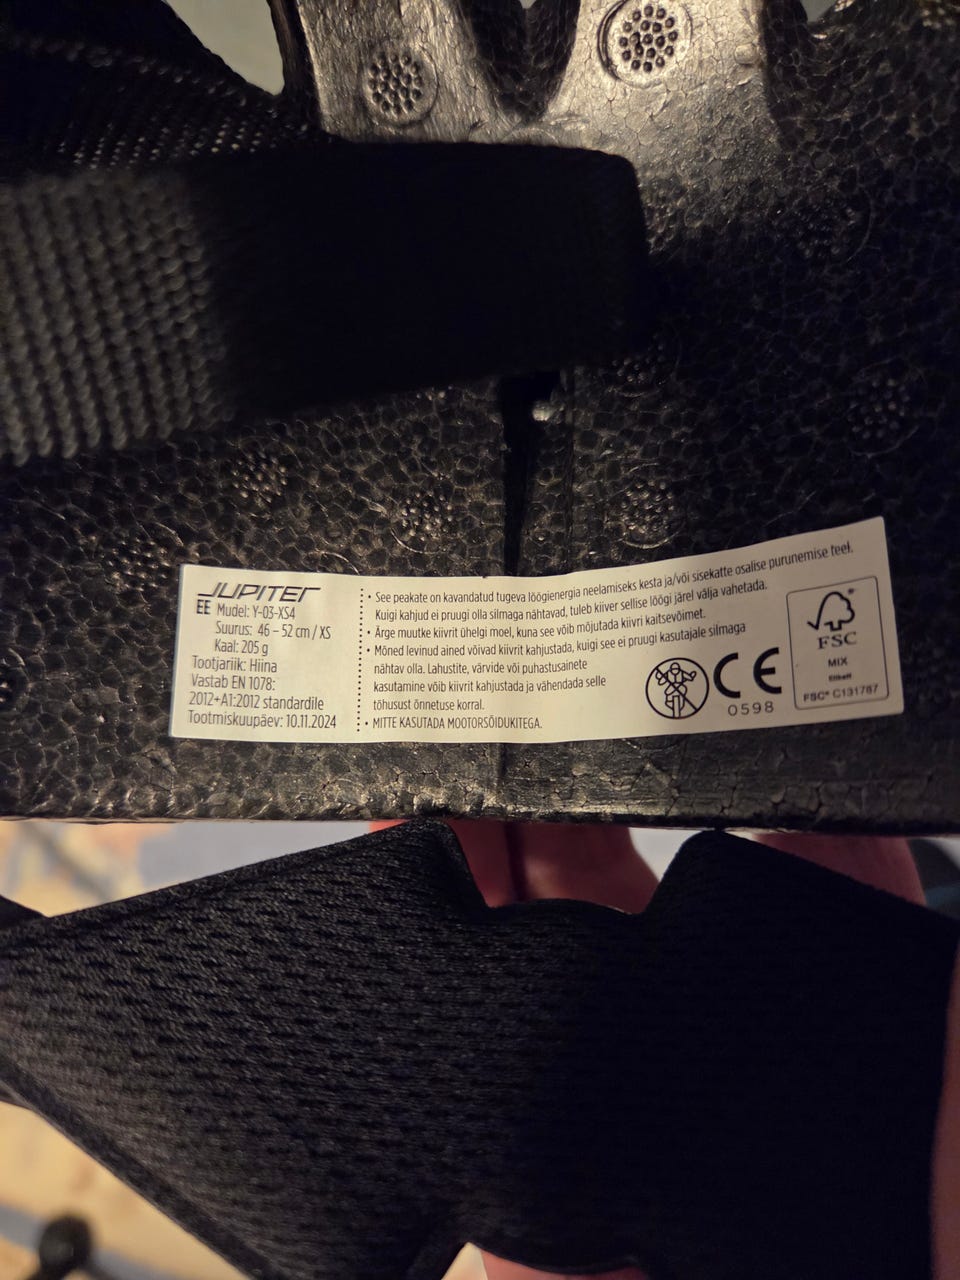 JUPITER
EE Mudel: Y-03-XS4
Suurus: 46 – 52 cm / XS
Kaal: 205 g
Tootjariik: Hiina
Vastab EN 1078:
2012+A1:2012 standardile
Tootmiskuupäev: 10.11.2024
• See peakate on kavandatud tugeva löögienergia neelamiseks kesta ja/või sisekatte osalise purunemise teel.
Kuigi kahjud ei pruugi olla silmaga nähtavad, tuleb kiiver sellise löögi järel välja vahetada.
• Ärge muutke kiivrit ühelgi moel, kuna see võib mõjutada kiivri kaitsevõimet.
• Mõned levinud ained võivad kiivrit kahjustada, kuigi see ei pruugi kasutajale silmaga
nähtav olla. Lahustite, värvide või puhastusainete
kasutamine võib kiivrit kahjustada ja vähendada selle
tõhusust õnnetuse korral.
• MITTE KASUTADA MOOTORSÕIDUKITEGA.
CE
0598
FSC
MIX
Etikett
FSC® C131787